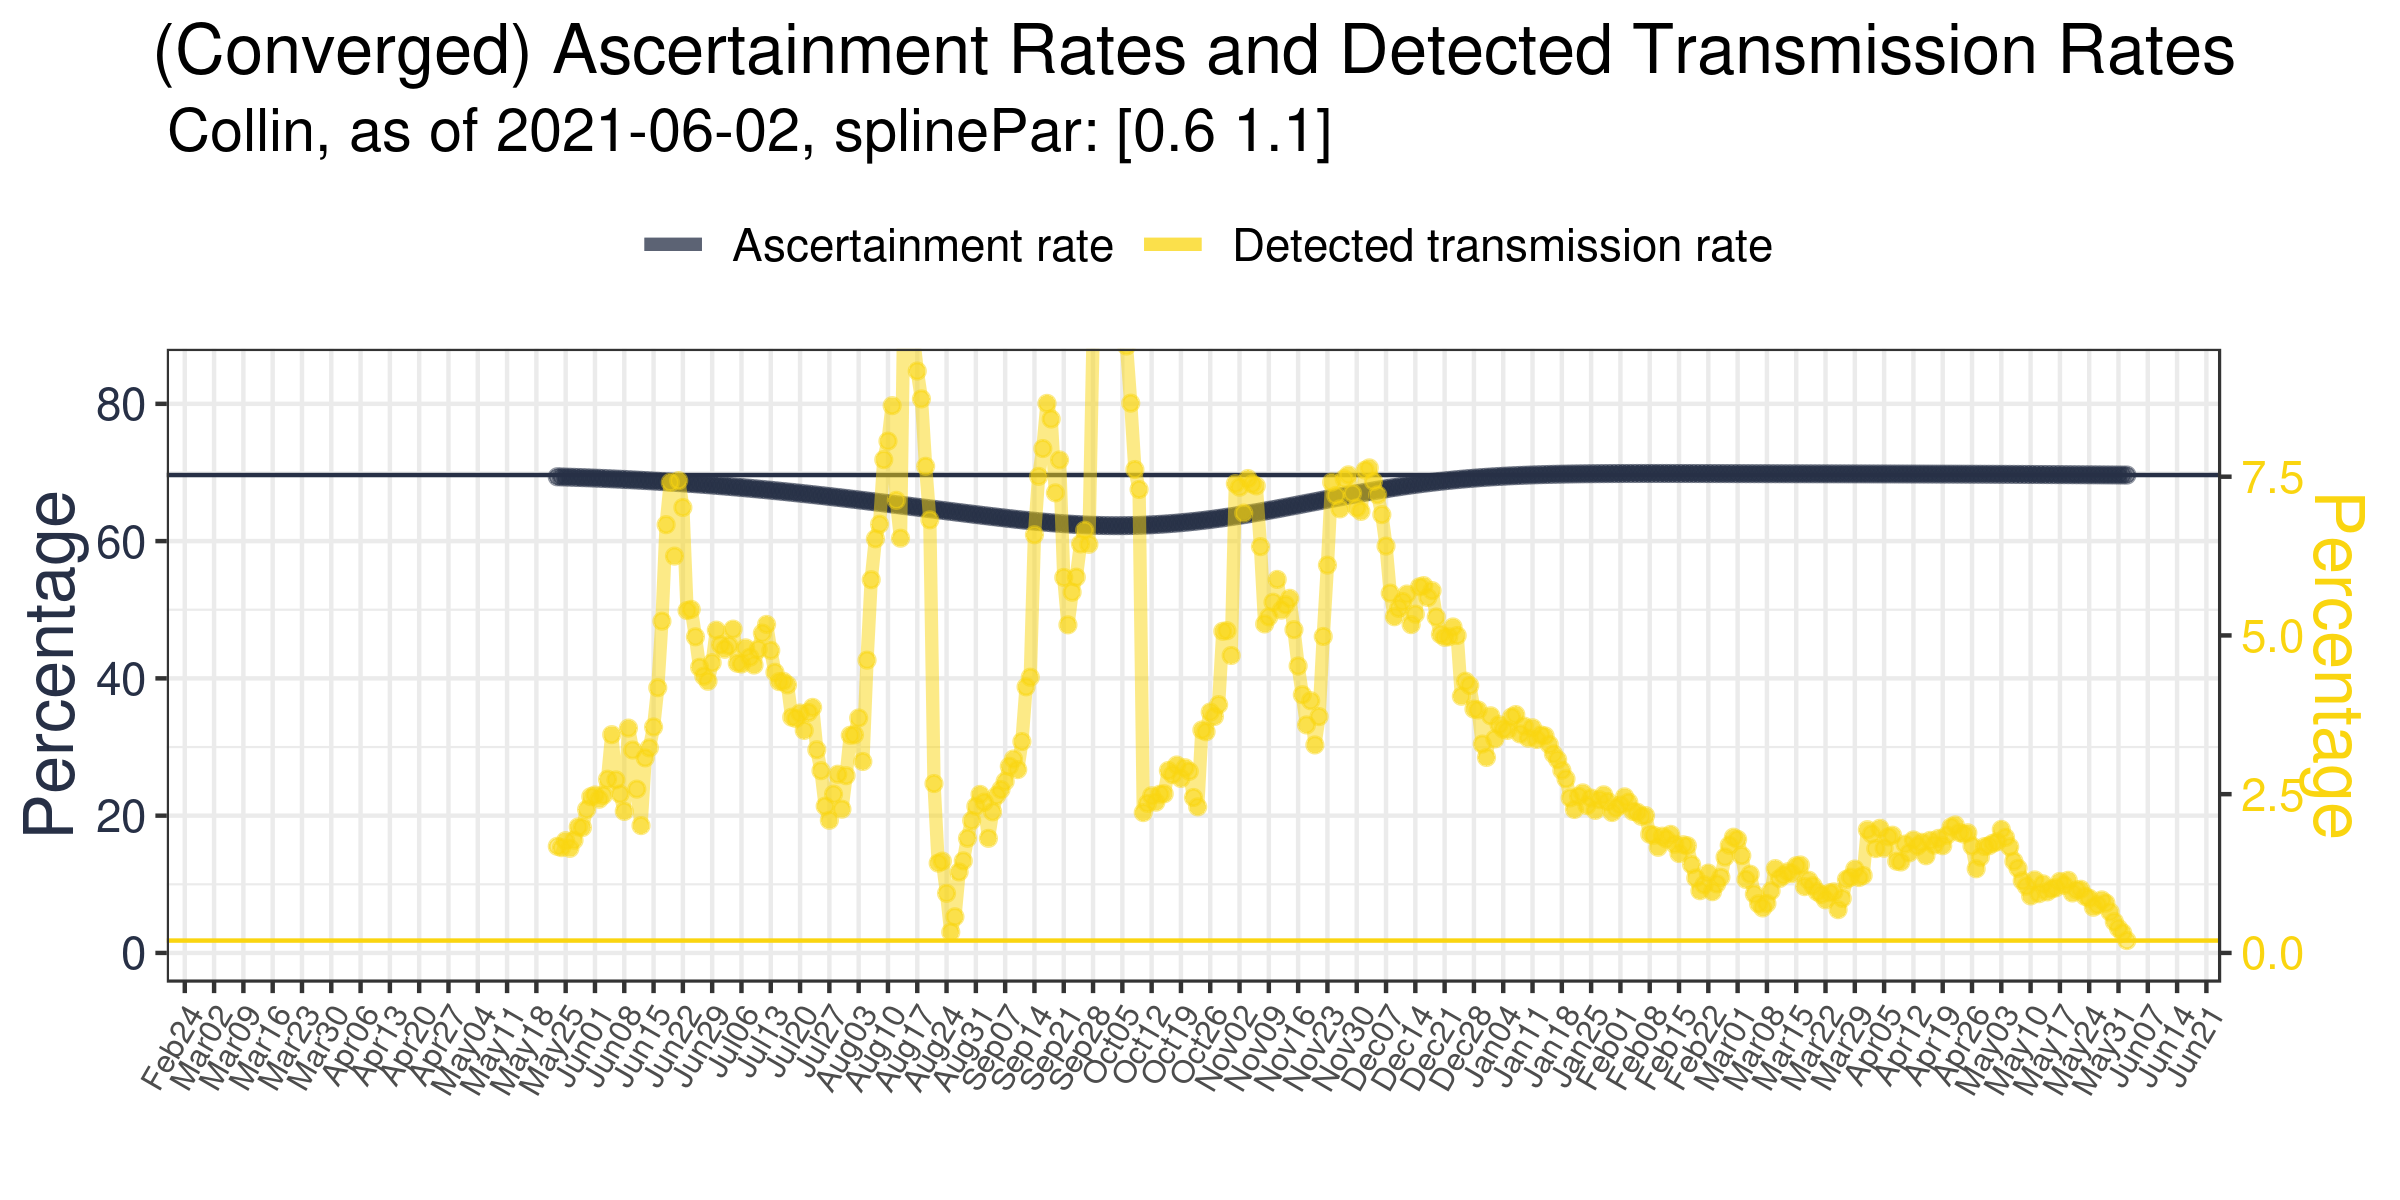 (Converged) Ascertainment Rates and Detected Transmission Rates
Collin, as of 2021-06-02, splinePar: [0.6 1.1]
Ascertainment rate
Detected transmission rate
Percentage
80
60
40
20
0
7.5
5.0
2.5
0.0
Percentage
Feb24
Mar02
Mar09
Mar16
Mar23
Mar30
Apr06
Apr13
Apr20
Apr27
May04
May11
May18
May25
Jun01
Jun08
Jun15
Jun22
Jun29
Jul06
Jul13
Jul20
Jul27
Aug03
Aug10
Aug17
Aug24
Aug31
Sep07
Sep14
Sep21
Sep28
Oct05
Oct12
Oct19
Oct26
Nov02
Nov09
Nov16
Nov23
Nov30
Dec07
Dec14
Dec21
Dec28
Jan04
Jan11
Jan18
Jan25
Feb01
Feb08
Feb15
Feb22
Mar01
Mar08
Mar15
Mar22
Mar29
Apr05
Apr12
Apr19
Apr26
May03
May10
May17
May24
May31
Jun07
Jun14
Jun21